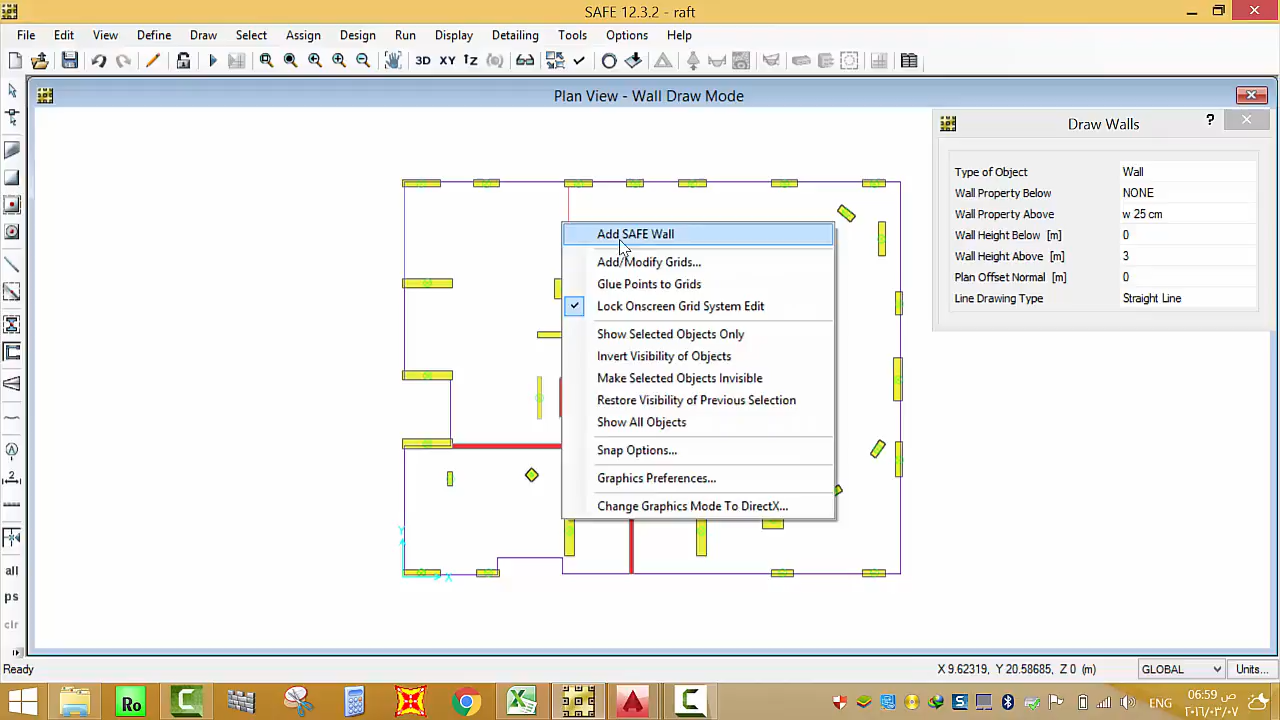 SAFE 12.3.2 - raft
File Edit View Define Draw Select Assign Design Run Display Detailing Tools Options Help
3D XY
Plan View - Wall Draw Mode
Draw Walls
?
Type of Object Wall
Wall Property Below NONE
Wall Property Above w 25 cm
Wall Height Below [m] 0
Wall Height Above [m] 3
Plan Offset Normal [m] 0
Line Drawing Type Straight Line
Add SAFE Wall
Add/Modify Grids...
Glue Points to Grids
Lock Onscreen Grid System Edit
Show Selected Objects Only
Invert Visibility of Objects
Make Selected Objects Invisible
Restore Visibility of Previous Selection
Show All Objects
Snap Options...
Graphics Preferences...
Change Graphics Mode To DirectX...
Y
X
all
ps
clr
Ready
X 9.62319, Y 20.58685, Z 0 (m)
GLOBAL
Units...
Ro
ENG
06:59 ص
٢٠١٦/٠٣/٠٧